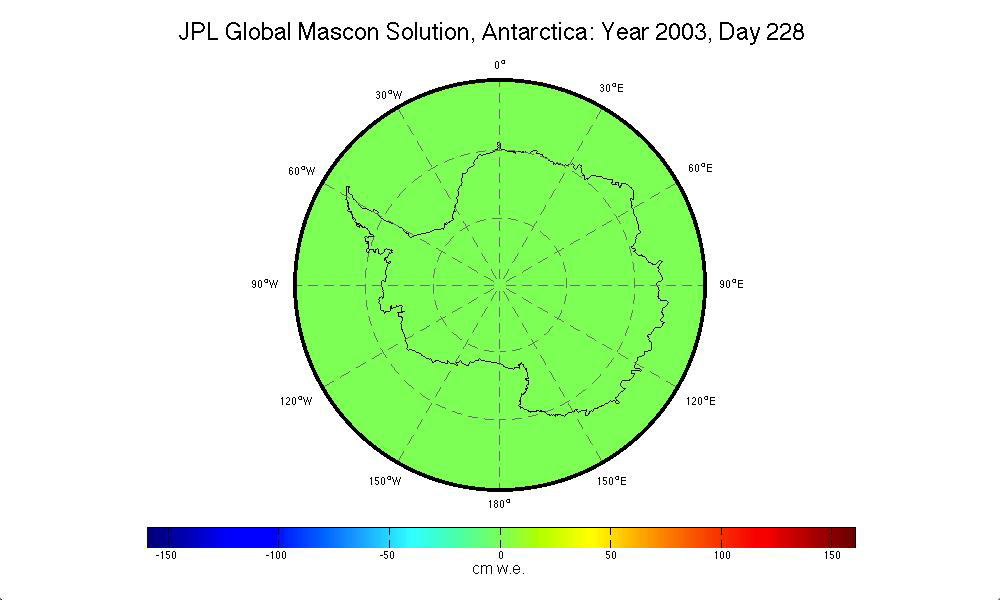 JPL Global Mascon Solution, Antarctica: Year 2003, Day 228
0°
30°W
30°E
60°W
60°E
90°W
90°E
120°W
120°E
150°W
150°E
180°
-150 -100 -50 0 50 100 150
cm w.e.